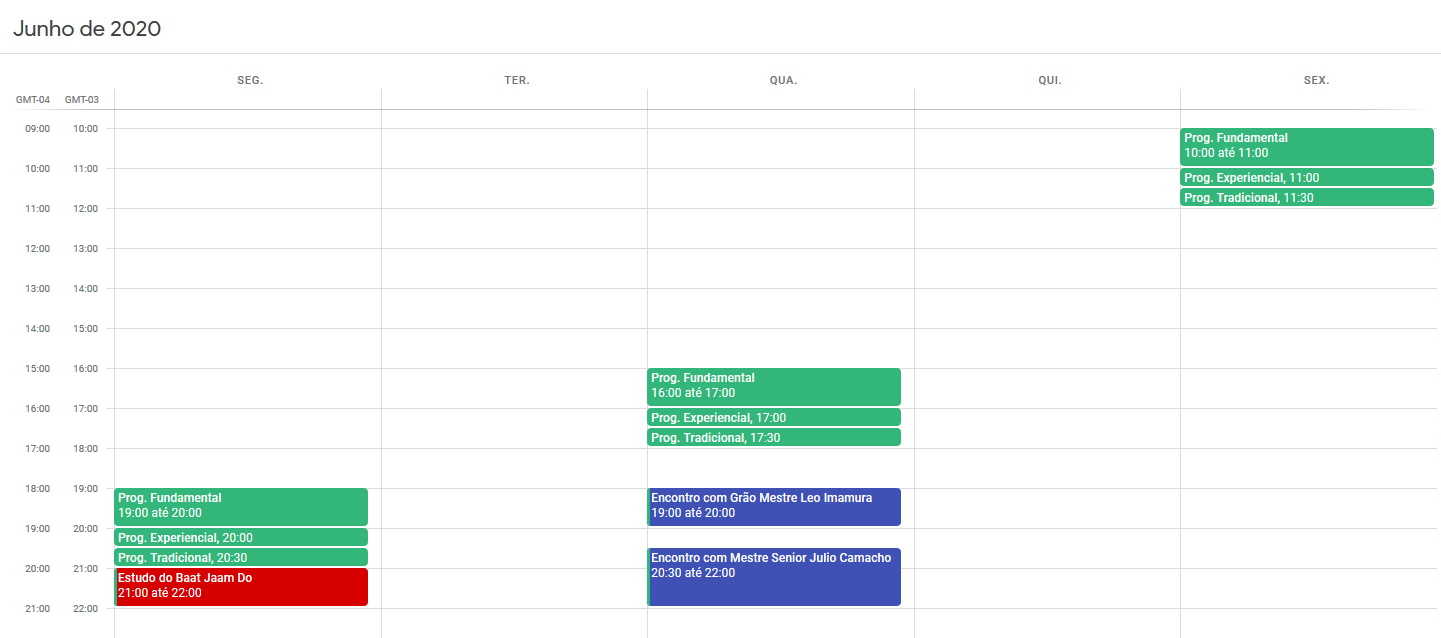 Junho de 2020
SEG. TER. QUA. QUI. SEX.
GMT-04 GMT-03
09:00 10:00
Prog. Fundamental
10:00 até 11:00
10:00 11:00
Prog. Experiencial, 11:00
Prog. Tradicional, 11:30
11:00 12:00
12:00 13:00
13:00 14:00
14:00 15:00
15:00 16:00
Prog. Fundamental
16:00 até 17:00
16:00 17:00
Prog. Experiencial, 17:00
Prog. Tradicional, 17:30
17:00 18:00
18:00 19:00
Prog. Fundamental
19:00 até 20:00
Encontro com Grão Mestre Leo Imamura
19:00 até 20:00
19:00 20:00
Prog. Experiencial, 20:00
Prog. Tradicional, 20:30
Encontro com Mestre Senior Julio Camacho
20:30 até 22:00
20:00 21:00
Estudo do Baat Jaam Do
21:00 até 22:00
21:00 22:00